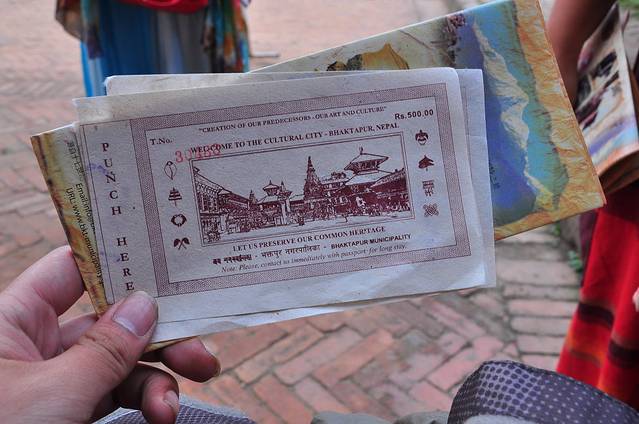 "CREATION OF OUR PREDECESSORS - OUR ART AND CULTURE"
Rs.500.00
T.No.
WELCOME TO THE CULTURAL CITY - BHAKTAPUR, NEPAL
LET US PRESERVE OUR COMMON HERITAGE
भक्तपुर नगरपालिका - BHAKTAPUR MUNICIPALITY
Note: Please, contact us immediately with passport for long stay.
PUNCH HERE